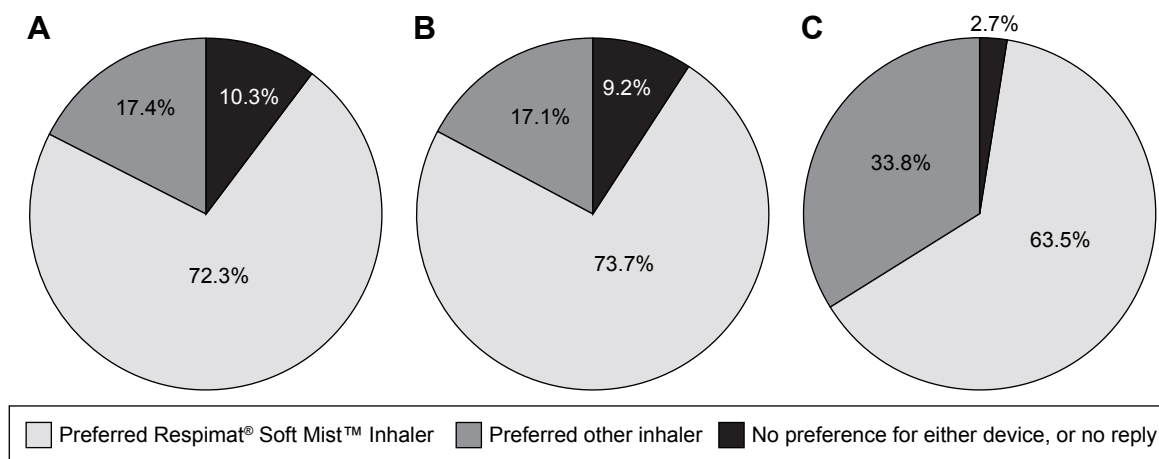 A
17.4%
10.3%
72.3%
B
17.1%
9.2%
73.7%
C
2.7%
33.8%
63.5%
Preferred Respimat® Soft Mist™ Inhaler
Preferred other inhaler
No preference for either device, or no reply